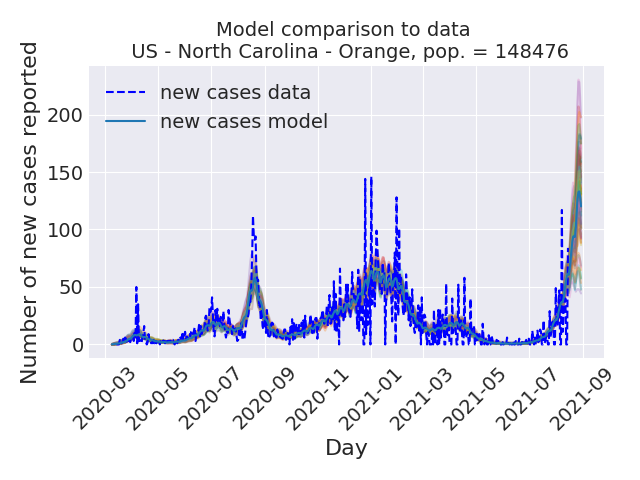 Model comparison to data
US - North Carolina - Orange, pop. = 148476
Number of new cases reported
new cases data
new cases model
200
150
100
50
0
2020-03
2020-05
2020-07
2020-09
2020-11
2021-01
2021-03
2021-05
2021-07
2021-09
Day